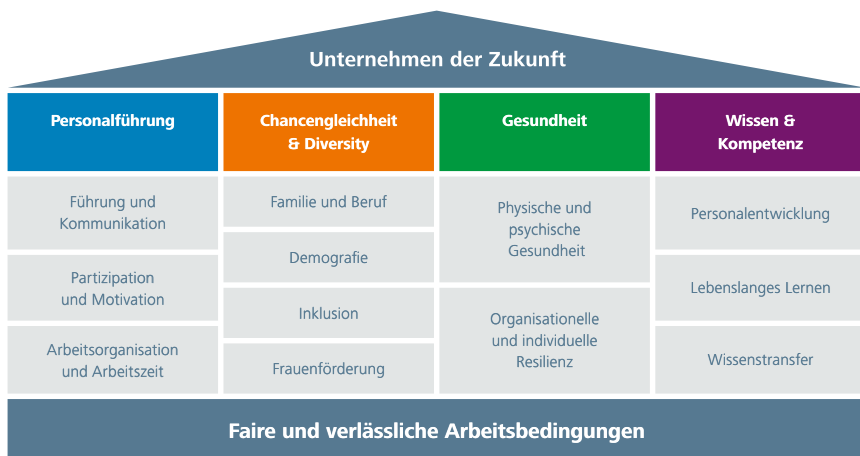 Unternehmen der Zukunft
Personalführung
Chancengleichheit
& Diversity
Gesundheit
Wissen &
Kompetenz
Führung und
Kommunikation
Partizipation
und Motivation
Arbeitsorganisation
und Arbeitszeit
Familie und Beruf
Demografie
Inklusion
Frauenförderung
Physische und
psychische
Gesundheit
Organisationelle
und individuelle
Resilienz
Personalentwicklung
Lebenslanges Lernen
Wissenstransfer
Faire und verlässliche Arbeitsbedingungen